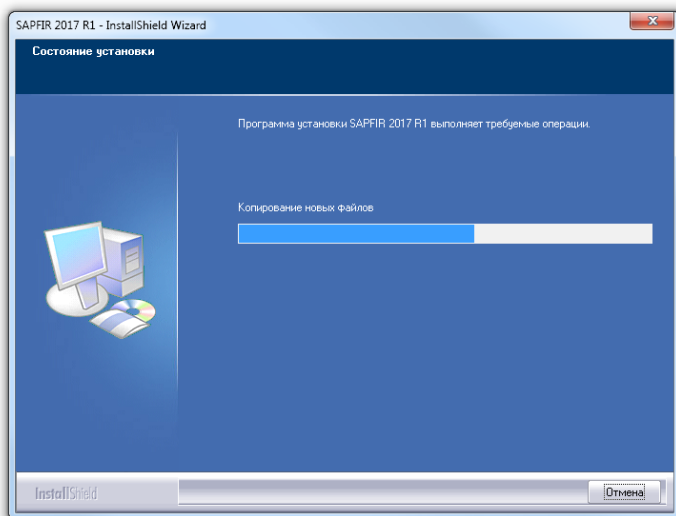 SAPFIR 2017 R1 - InstallShield Wizard
Состояние установки
Программа установки SAPFIR 2017 R1 выполняет требуемые операции.
Копирование новых файлов
InstallShield
Отмена